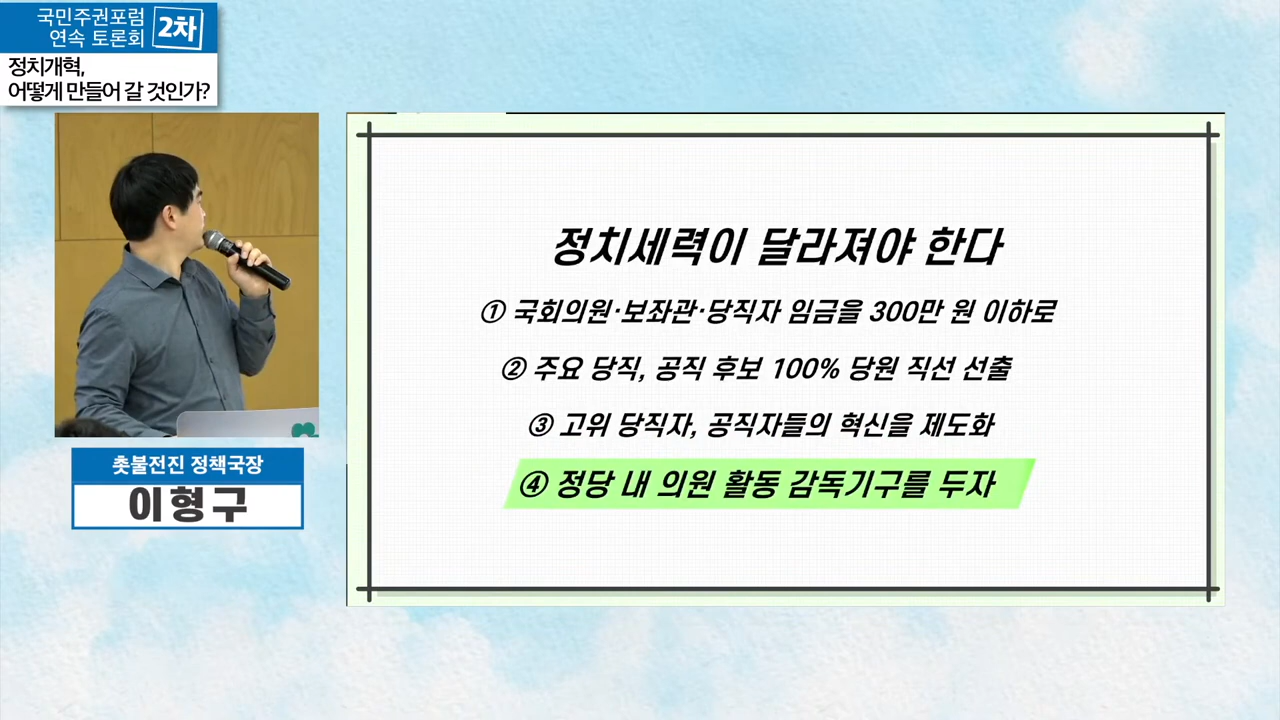 국민주권포럼
연속 토론회
2차
정치개혁,
어떻게 만들어 갈 것인가?
정치세력이 달라져야 한다
① 국회의원·보좌관·당직자 임금을 300만 원 이하로
② 주요 당직, 공직 후보 100% 당원 직선 선출
③ 고위 당직자, 공직자들의 혁신을 제도화
④ 정당 내 의원 활동 감독기구를 두자
촛불전진 정책국장
이형구